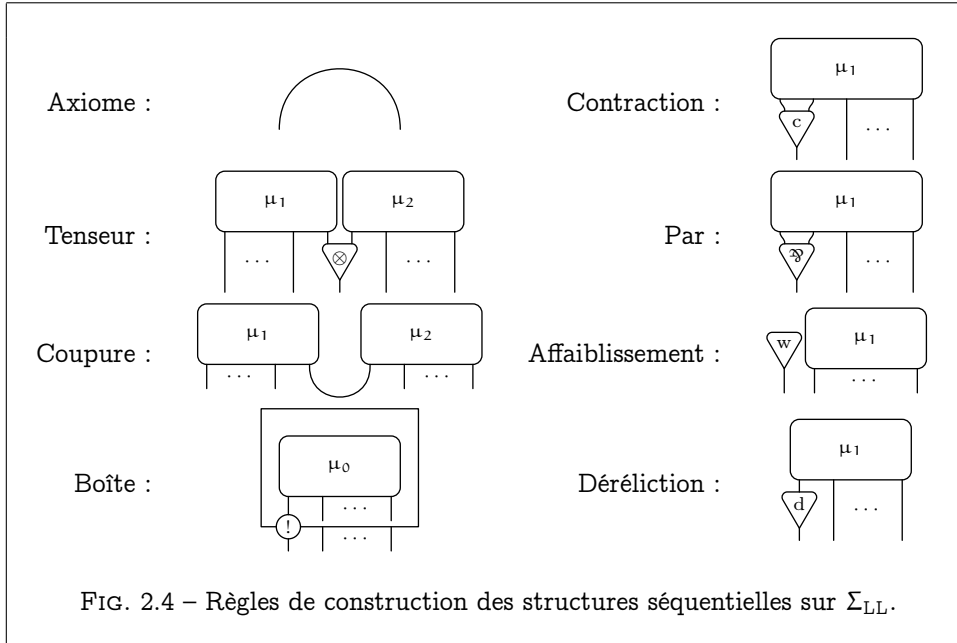 Axiome :
Contraction :
μ1
c
...
Tenseur :
μ1
μ2
...
⊗
...
Par :
μ1
⅋
...
Coupure :
μ1
μ2
...
...
Affaiblissement :
w
μ1
...
Boîte :
μ0
...
!
...
Déréliction :
μ1
d
...
FIG. 2.4 – Règles de construction des structures séquentielles sur ΣLL.